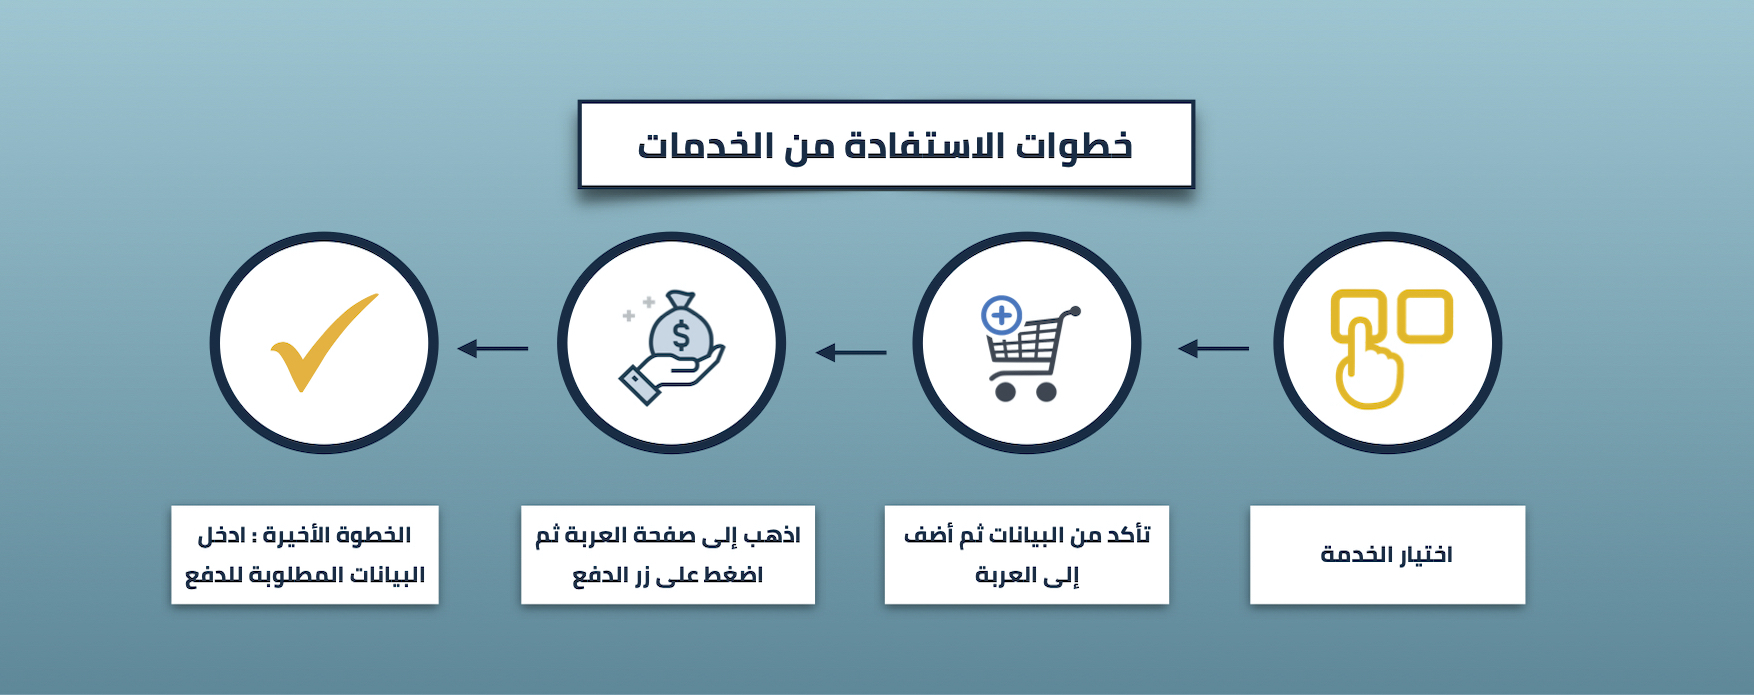 خطوات الاستفادة من الخدمات
اختيار الخدمة
تأكد من البيانات ثم أضف
إلى العربة
اذهب إلى صفحة العربة ثم
اضغط على زر الدفع
الخطوة الأخيرة : ادخل
البيانات المطلوبة للدفع